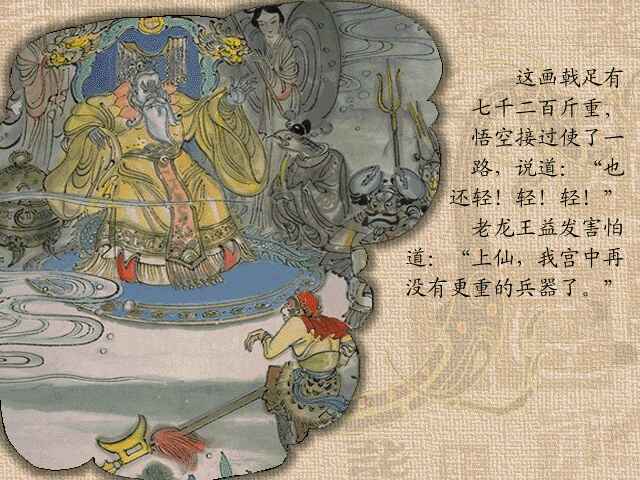 这画戟足有
七千二百斤重，
悟空接过使了一
路，说道：“也
还轻！轻！轻！”
老龙王益发害怕
道：“上仙，我宫中再
没有更重的兵器了。”